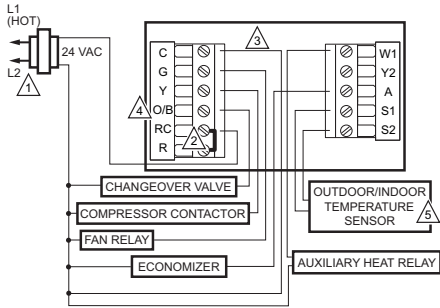 L1
(HOT)
L2
1
24 VAC
C
G
Y
O/B
RC
R
2
3
4
W1
Y2
A
S1
S2
CHANGEOVER VALVE
COMPRESSOR CONTACTOR
FAN RELAY
ECONOMIZER
OUTDOOR/INDOOR
TEMPERATURE
SENSOR
5
AUXILIARY HEAT RELAY